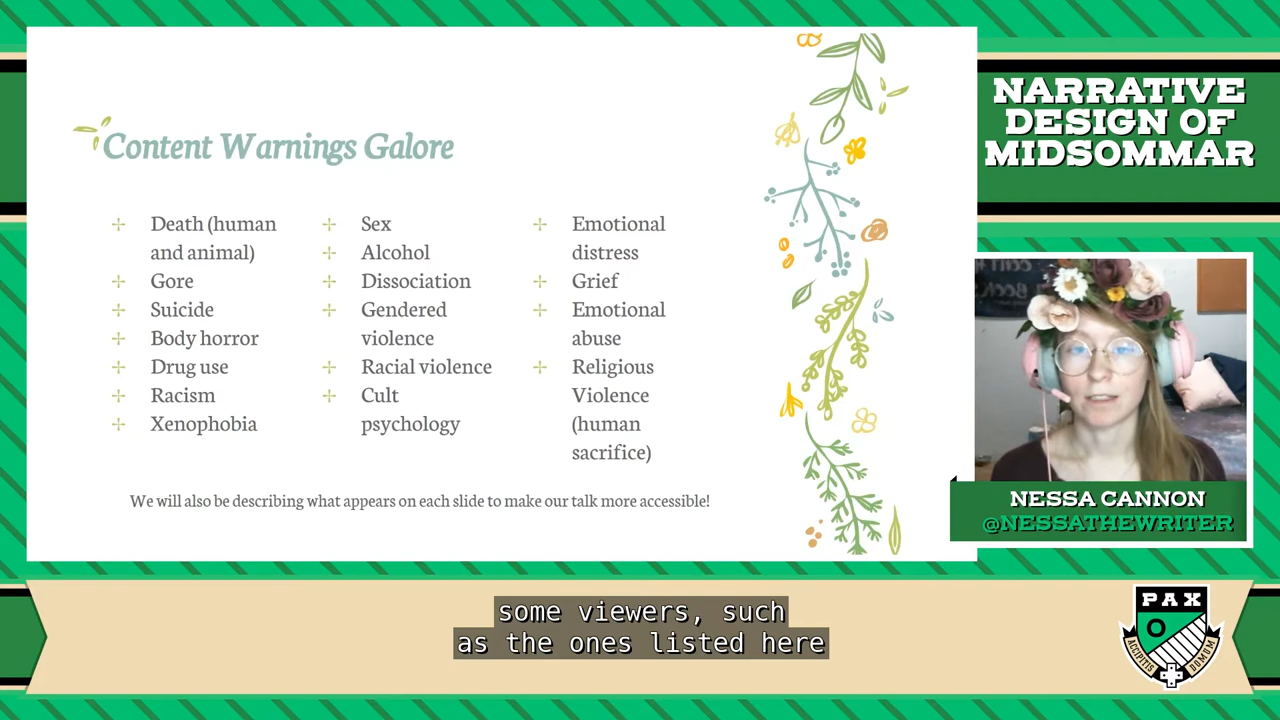 Content Warnings Galore
Death (human
and animal)
Gore
Suicide
Body horror
Drug use
Racism
Xenophobia
Sex
Alcohol
Dissociation
Gendered
violence
Racial violence
Cult
psychology
Emotional
distress
Grief
Emotional
abuse
Religious
Violence
(human
sacrifice)
We will also be describing what appears on each slide to make our talk more accessible!
NARRATIVE
DESIGN OF
MIDSOMMAR
NESSA CANNON
@NESSATHEWRITER
some viewers, such
as the ones listed here
PAX
O
ACCIPITIS
DOMUM